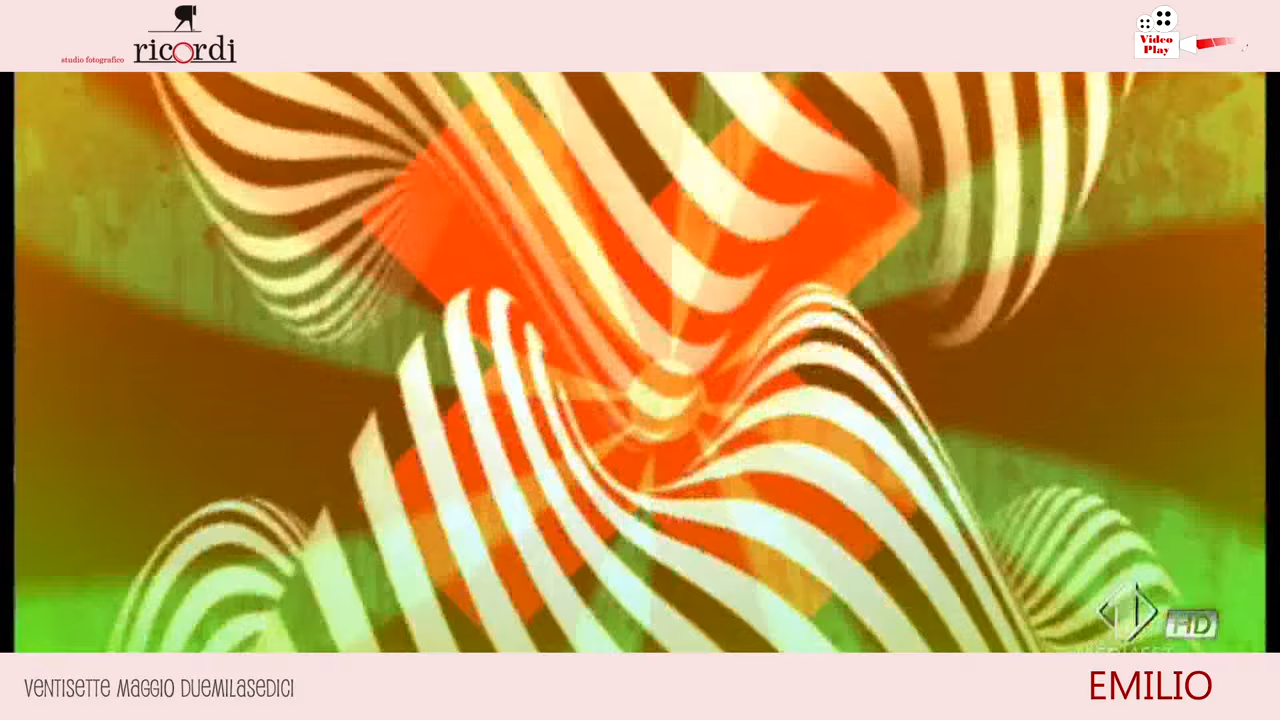 studio fotografico ricordi
Video
Play
HD
VENTISETTE MAGGIO DUEMILASEDICI
EMILIO